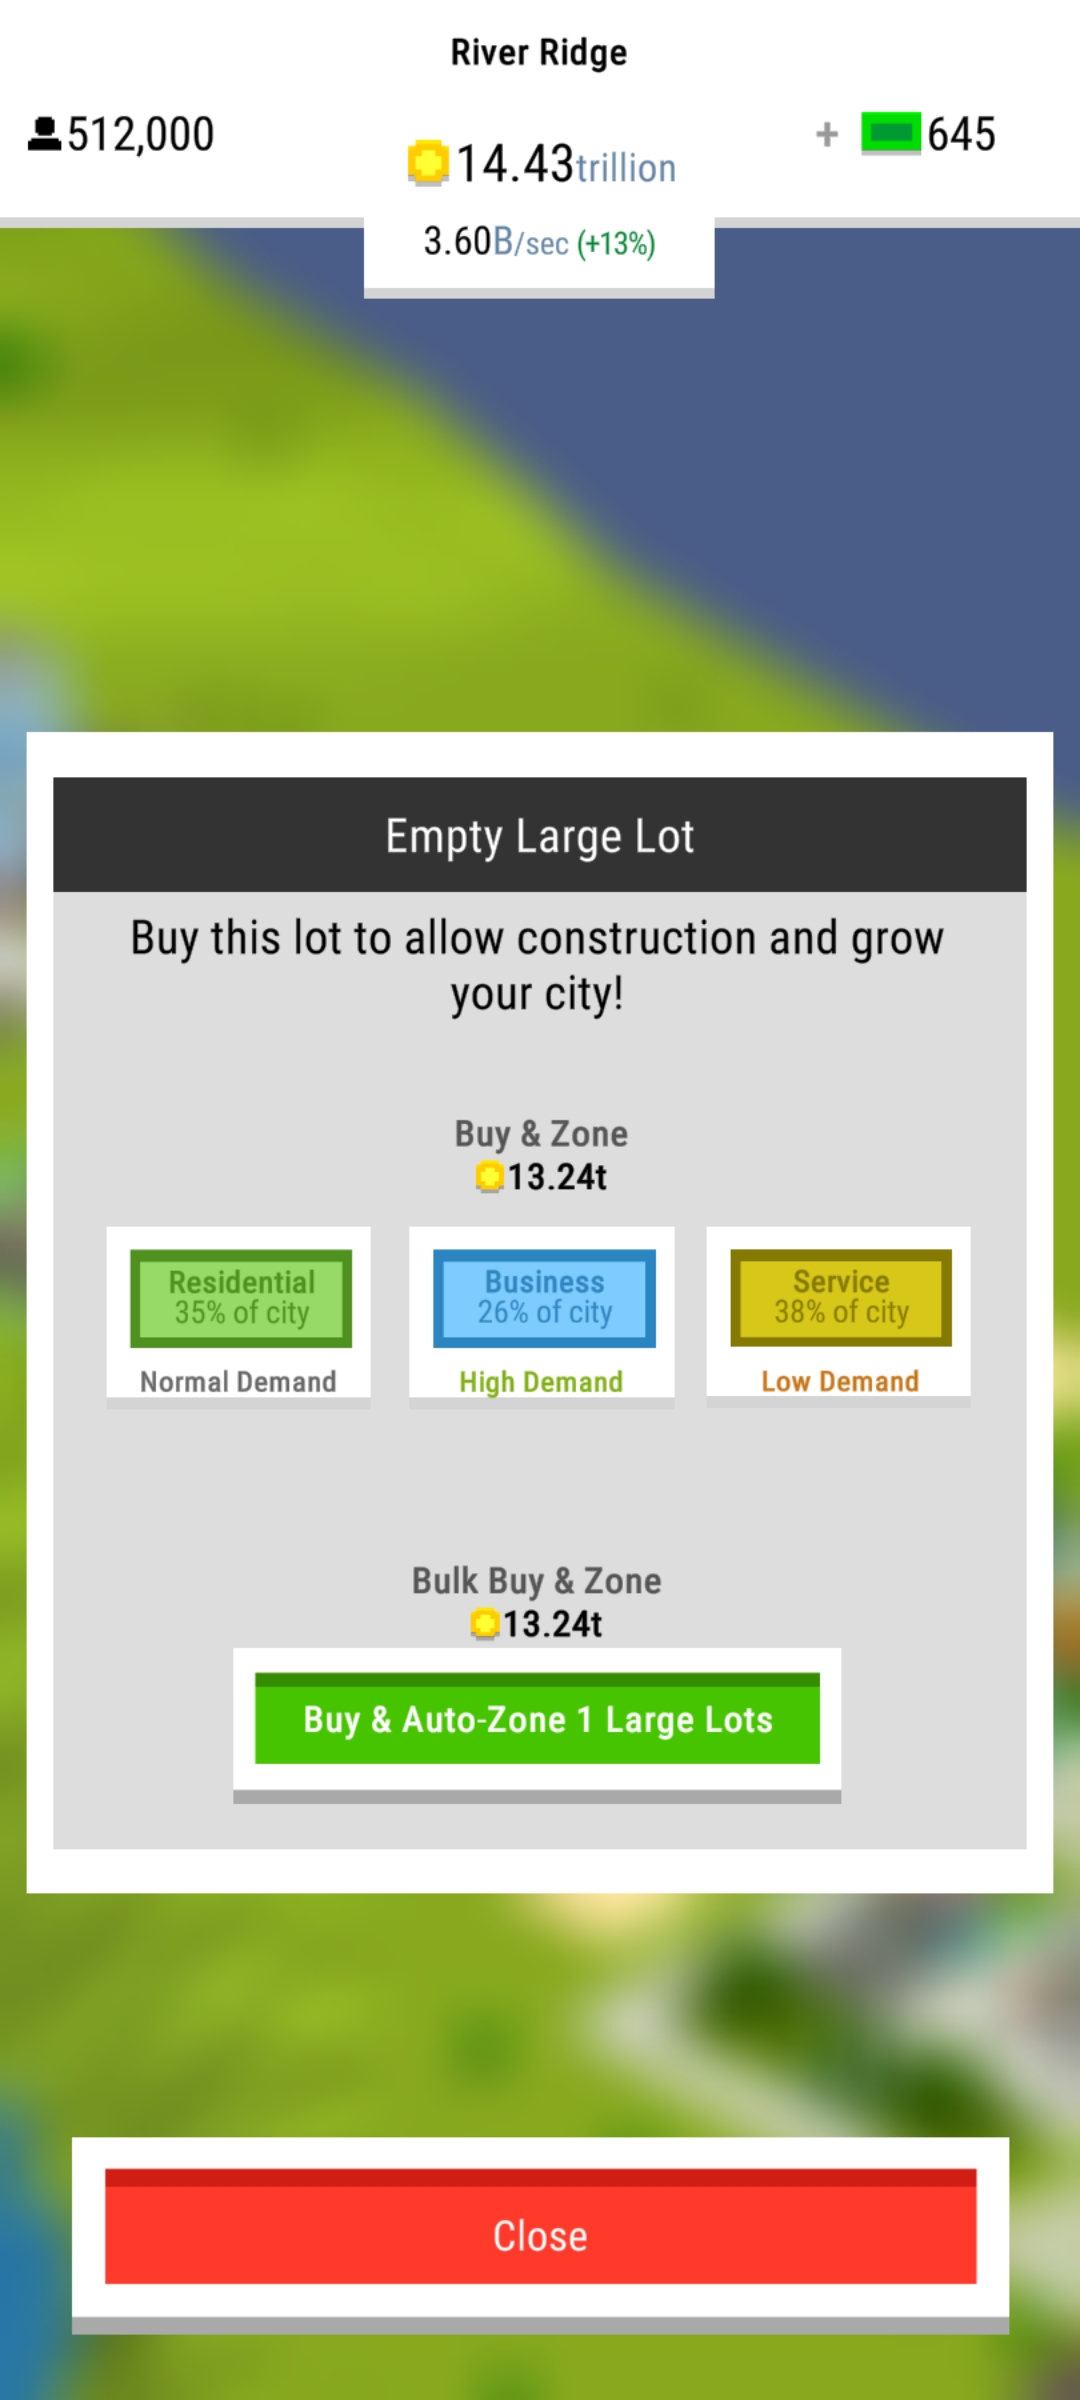 River Ridge
512,000
14.43trillion
+ 645
3.60B/sec (+13%)
Empty Large Lot
Buy this lot to allow construction and grow
your city!
Buy & Zone
13.24t
Residential
35% of city
Normal Demand
Business
26% of city
High Demand
Service
38% of city
Low Demand
Bulk Buy & Zone
13.24t
Buy & Auto-Zone 1 Large Lots
Close